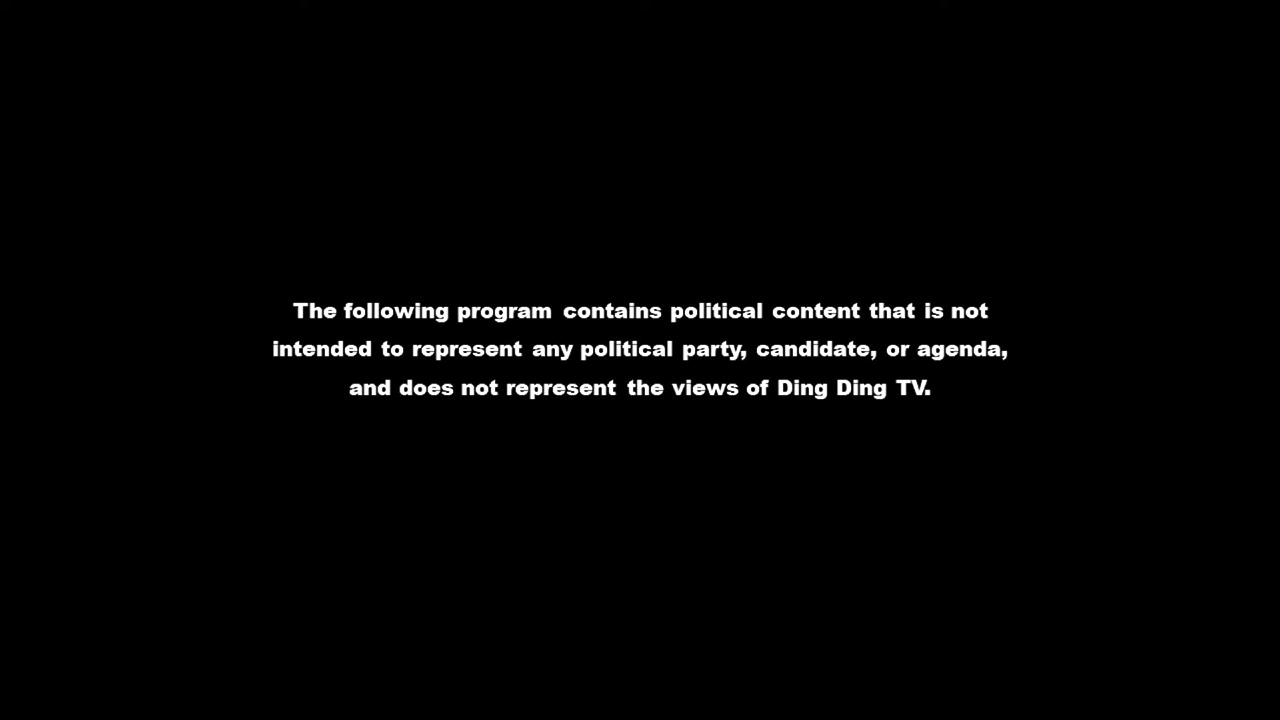 The following program contains political content that is not
intended to represent any political party, candidate, or agenda,
and does not represent the views of Ding Ding TV.